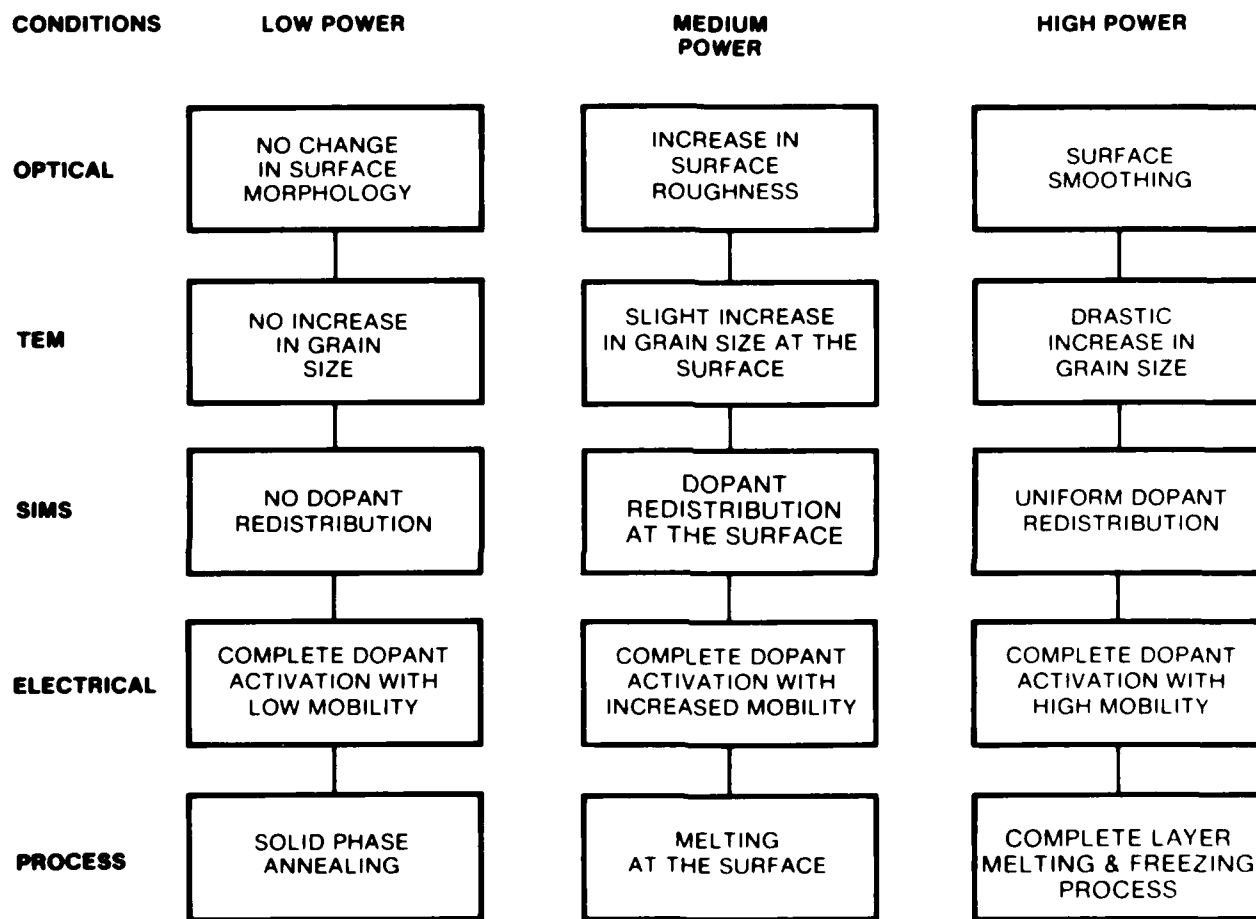 CONDITIONS
LOW POWER
MEDIUM
POWER
HIGH POWER
OPTICAL
NO CHANGE
IN SURFACE
MORPHOLOGY
INCREASE IN
SURFACE
ROUGHNESS
SURFACE
SMOOTHING
TEM
NO INCREASE
IN GRAIN
SIZE
SLIGHT INCREASE
IN GRAIN SIZE AT THE
SURFACE
DRASTIC
INCREASE IN
GRAIN SIZE
SIMS
NO DOPANT
REDISTRIBUTION
DOPANT
REDISTRIBUTION
AT THE SURFACE
UNIFORM DOPANT
REDISTRIBUTION
ELECTRICAL
COMPLETE DOPANT
ACTIVATION WITH
LOW MOBILITY
COMPLETE DOPANT
ACTIVATION WITH
INCREASED MOBILITY
COMPLETE DOPANT
ACTIVATION WITH
HIGH MOBILITY
PROCESS
SOLID PHASE
ANNEALING
MELTING
AT THE SURFACE
COMPLETE LAYER
MELTING & FREEZING
PROCESS